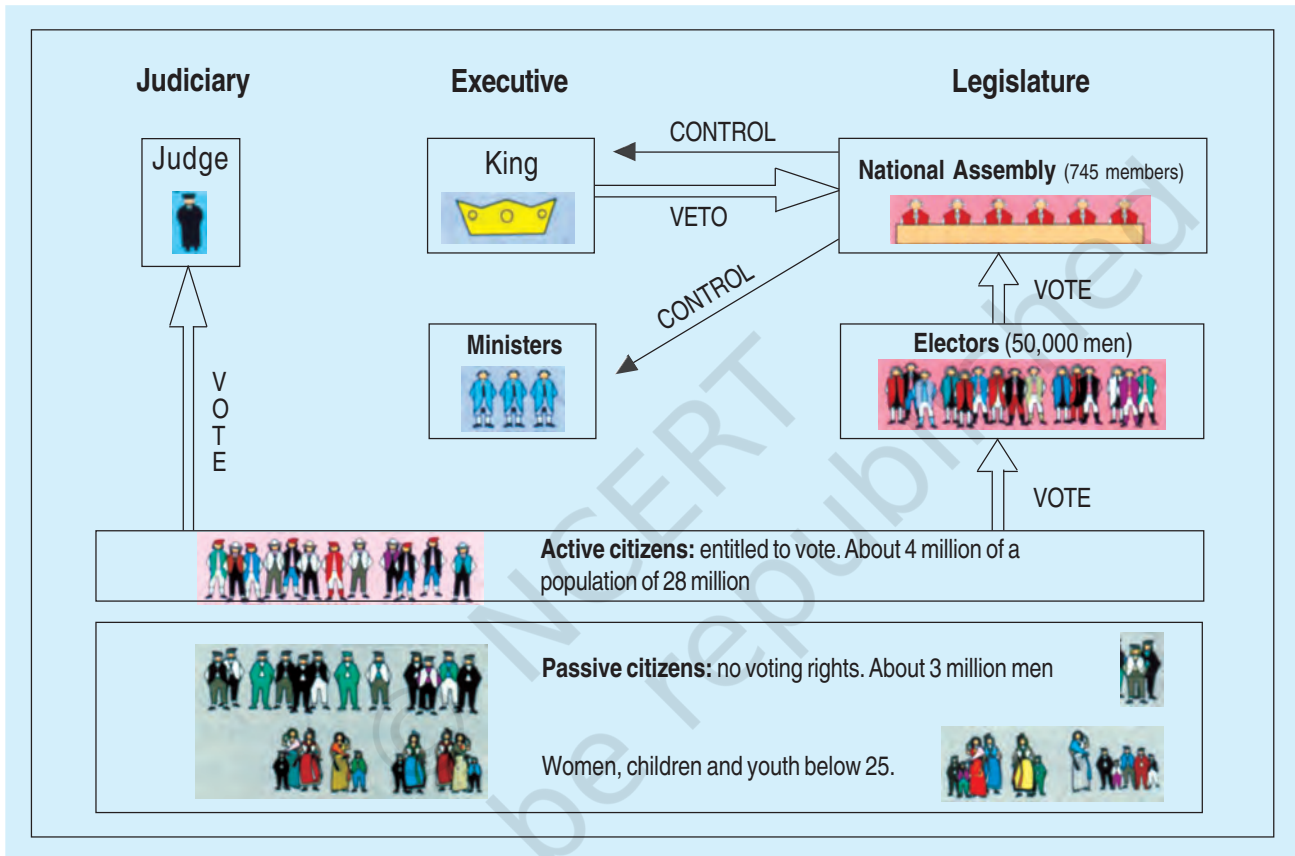 Judiciary
Executive
Legislature
Judge
King
CONTROL
VETO
National Assembly (745 members)
CONTROL
VOTE
Ministers
Electors (50,000 men)
VOTE
VOTE
Active citizens: entitled to vote. About 4 million of a
population of 28 million
Passive citizens: no voting rights. About 3 million men
Women, children and youth below 25.
© NCERT
be republished